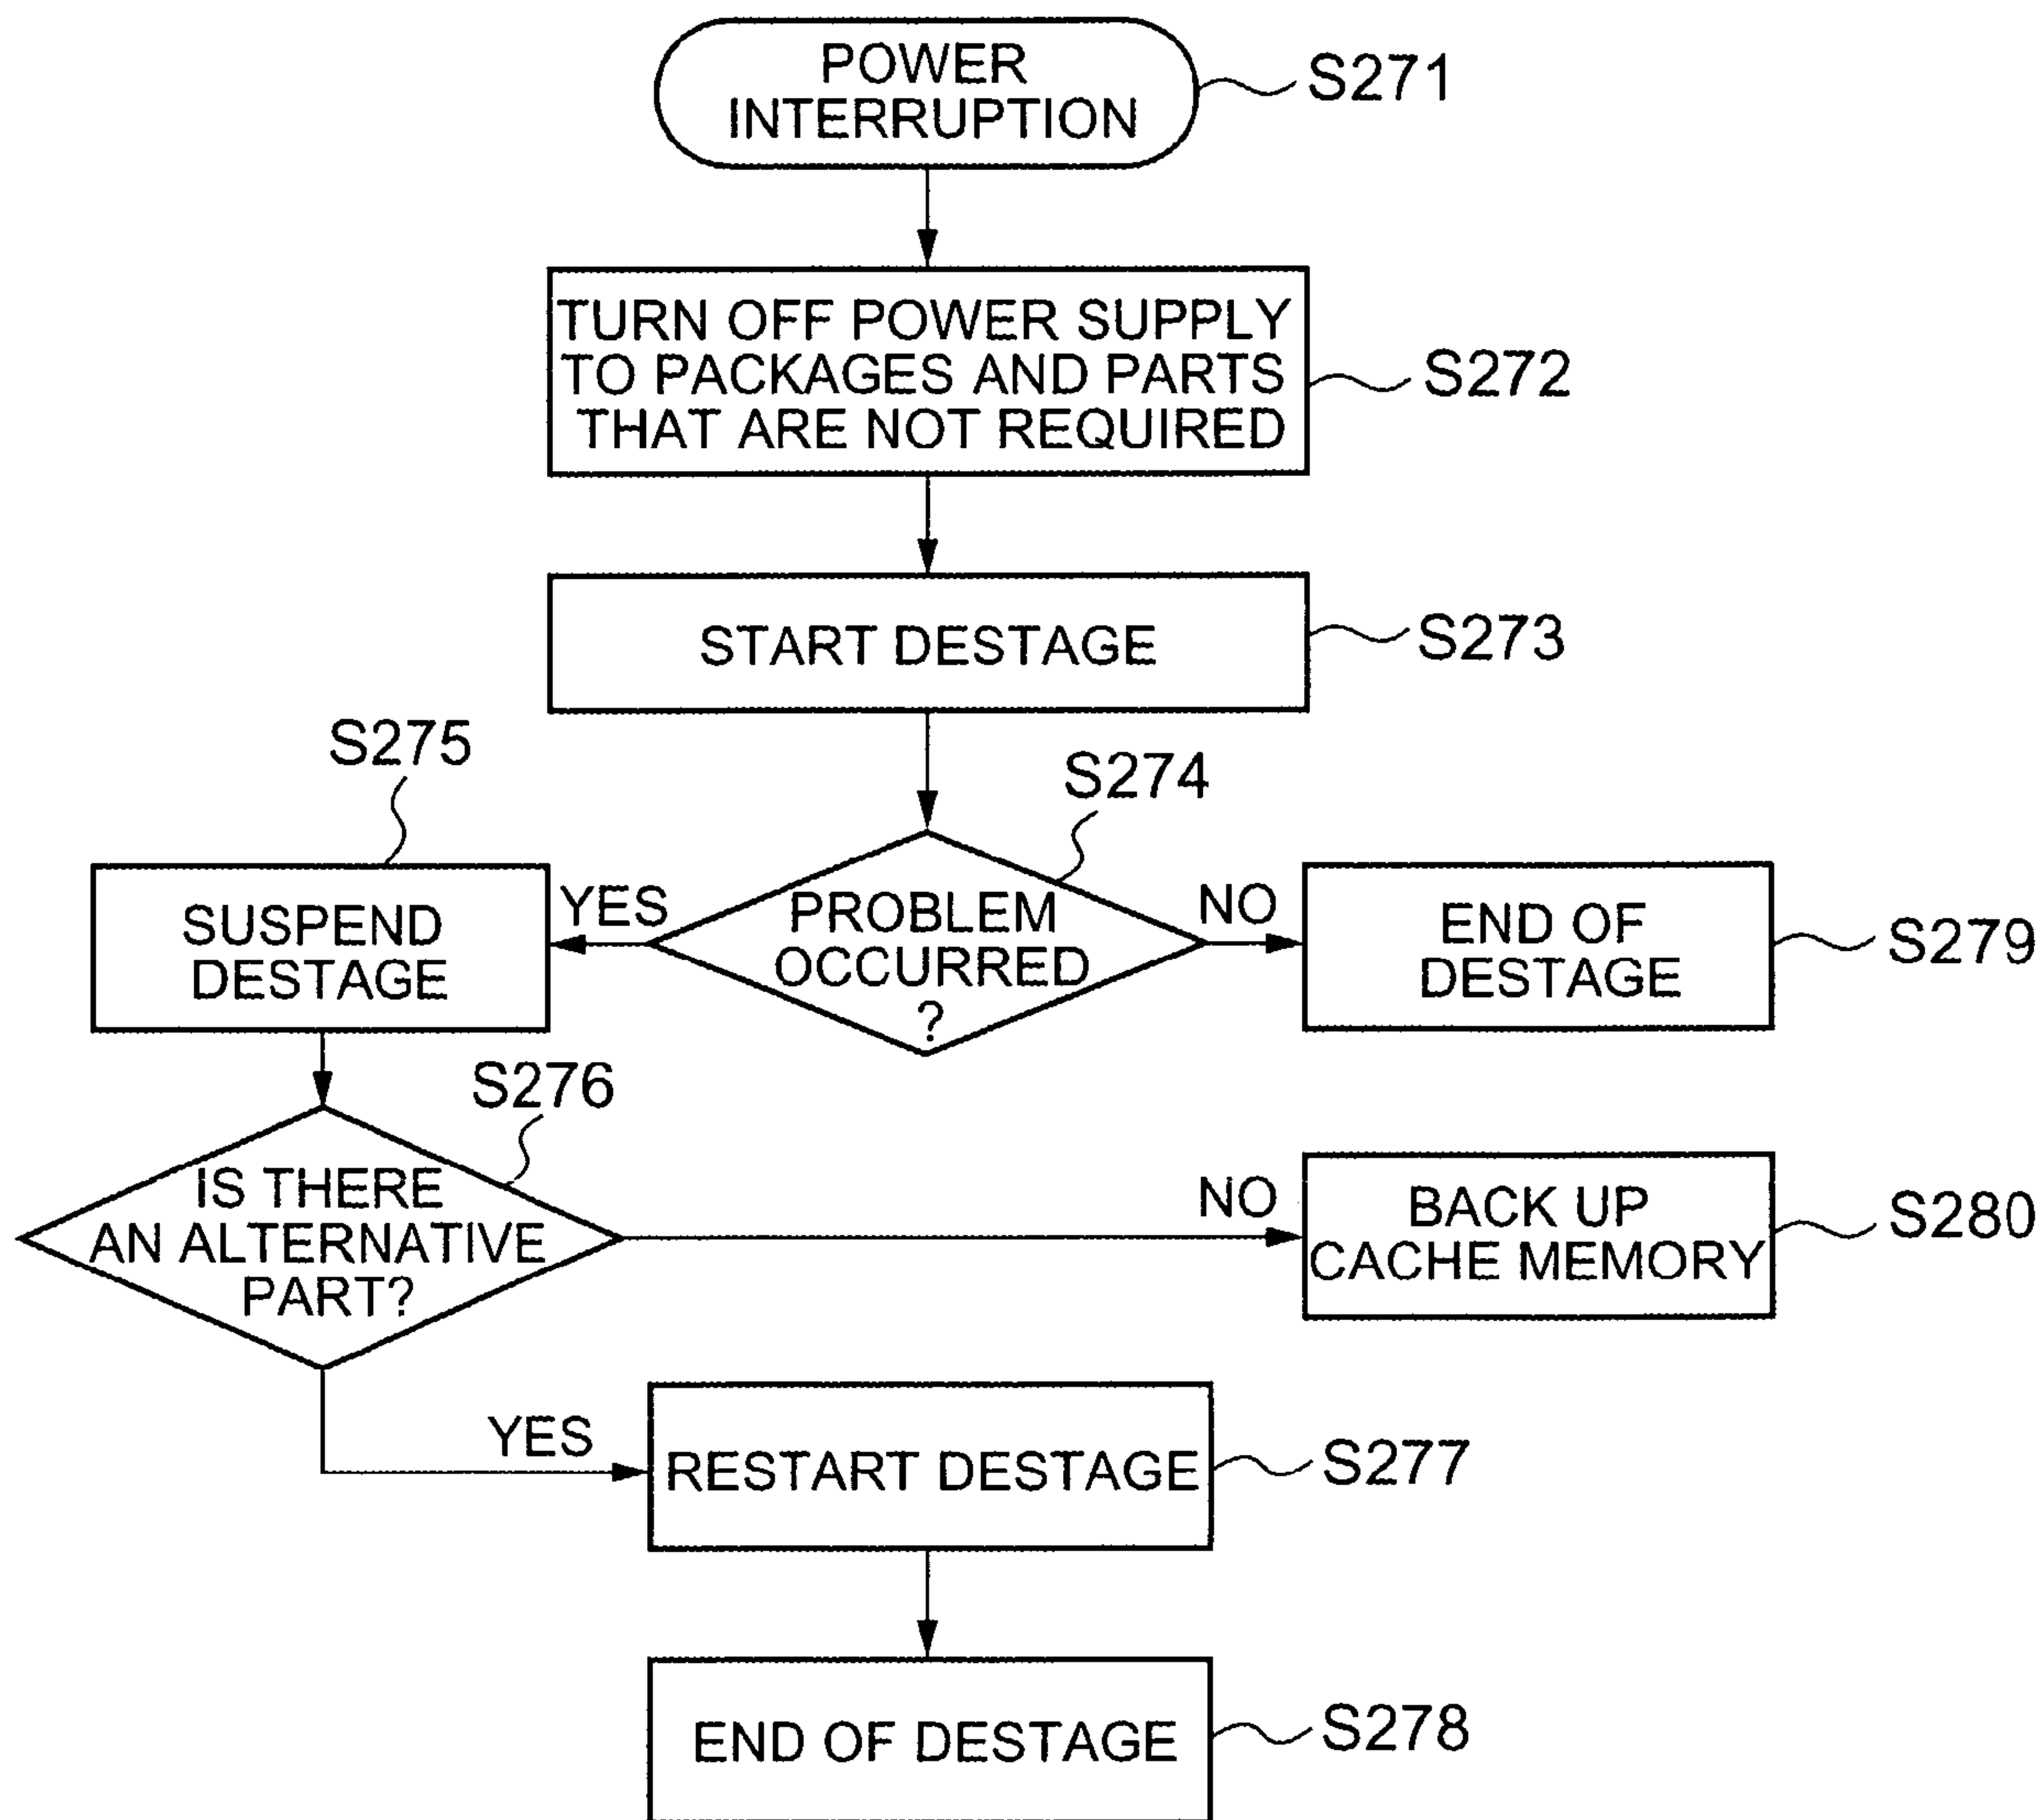 POWER
INTERRUPTION
S271
TURN OFF POWER SUPPLY
TO PACKAGES AND PARTS
THAT ARE NOT REQUIRED
S272
START DESTAGE
S273
S275
S274
SUSPEND
DESTAGE
YES
PROBLEM
OCCURRED
?
NO
END OF
DESTAGE
S279
S276
IS THERE
AN ALTERNATIVE
PART?
NO
BACK UP
CACHE MEMORY
S280
YES
RESTART DESTAGE
S277
END OF DESTAGE
S278